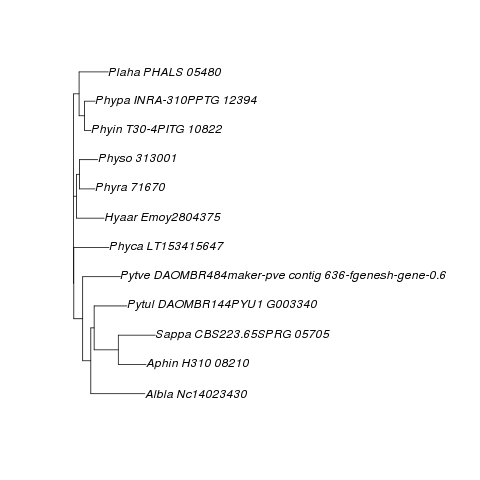 Plaha PHALS 05480
Phypa INRA-310PPTG 12394
Phyin T30-4PITG 10822
Physo 313001
Phyra 71670
Hyaar Emoy2804375
Phyca LT153415647
Pytve DAOMBR484maker-pve contig 636-fgenesh-gene-0.6
Pytul DAOMBR144PYU1 G003340
Sappa CBS223.65SPRG 05705
Aphin H310 08210
Albla Nc14023430